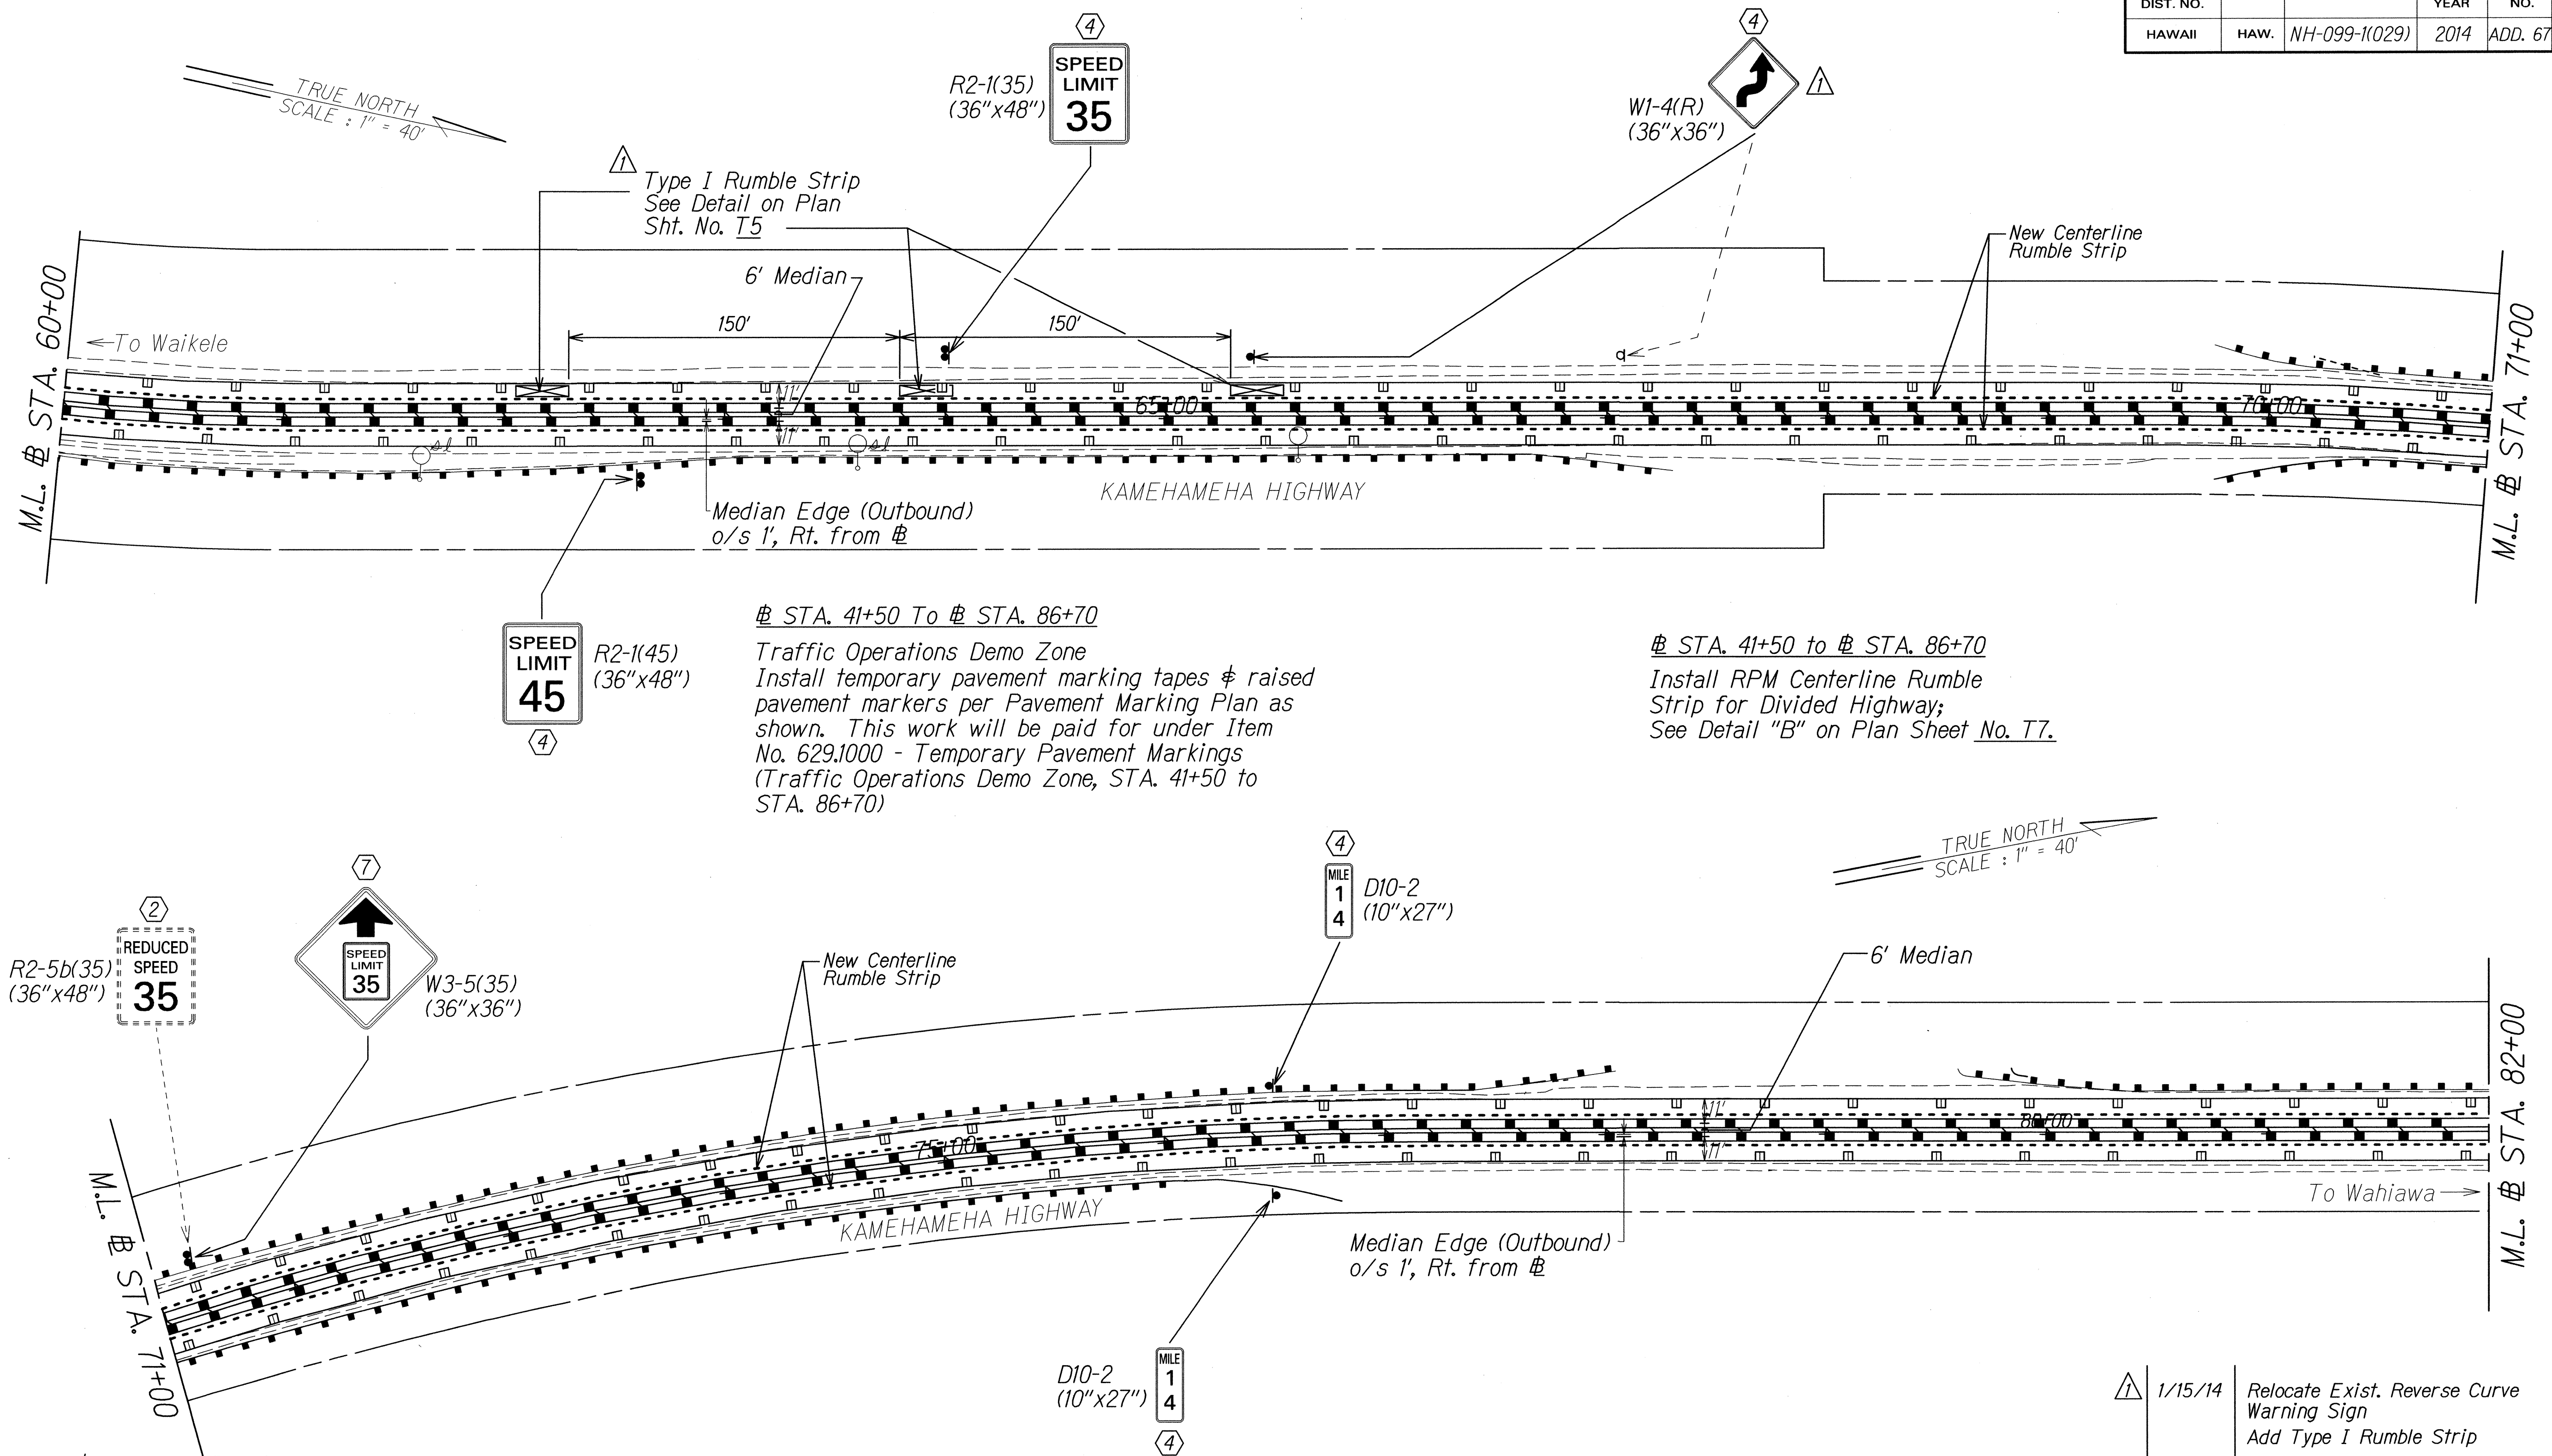 DIST. NO. YEAR NO.
HAWAII HAW. NH-099-1(029) 2014 ADD. 67
TRUE NORTH
SCALE : 1" = 40'
4
SPEED
LIMIT
35
R2-1(35)
(36"x48")
4
W1-4(R)
(36"x36")
1
1
Type I Rumble Strip
See Detail on Plan
Sht. No. T5
6' Median
150'
150'
New Centerline
Rumble Strip
M.L. ⅊ STA. 60+00
To Waikele
11'
11'
65+00
70+00
sl
sl
M.L. ⅊ STA. 71+00
KAMEHAMEHA HIGHWAY
Median Edge (Outbound)
o/s 1', Rt. from ⅊
SPEED
LIMIT
45
R2-1(45)
(36"x48")
4
⅊ STA. 41+50 To ⅊ STA. 86+70
Traffic Operations Demo Zone
Install temporary pavement marking tapes & raised
pavement markers per Pavement Marking Plan as
shown. This work will be paid for under Item
No. 629.1000 - Temporary Pavement Markings
(Traffic Operations Demo Zone, STA. 41+50 to
STA. 86+70)
⅊ STA. 41+50 to ⅊ STA. 86+70
Install RPM Centerline Rumble
Strip for Divided Highway;
See Detail "B" on Plan Sheet No. T7.
TRUE NORTH
SCALE : 1" = 40'
2
REDUCED
SPEED
35
R2-5b(35)
(36"x48")
7
SPEED
LIMIT
35
W3-5(35)
(36"x36")
New Centerline
Rumble Strip
4
MILE
1
4
D10-2
(10"x27")
6' Median
M.L. ⅊ STA. 71+00
75+00
KAMEHAMEHA HIGHWAY
11'
11'
80+00
To Wahiawa
M.L. ⅊ STA. 82+00
Median Edge (Outbound)
o/s 1', Rt. from ⅊
D10-2
(10"x27")
MILE
1
4
4
1 1/15/14 Relocate Exist. Reverse Curve
Warning Sign
Add Type I Rumble Strip